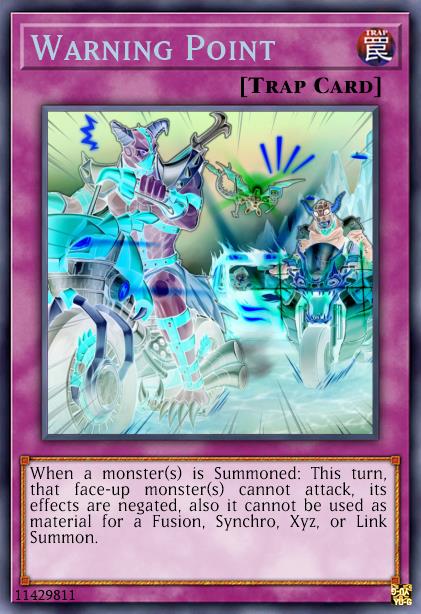 Warning Point
TRAP
罠
[Trap Card]
When a monster(s) is Summoned: This turn,
that face-up monster(s) cannot attack, its
effects are negated, also it cannot be used as
material for a Fusion, Synchro, Xyz, or Link
Summon.
11429811